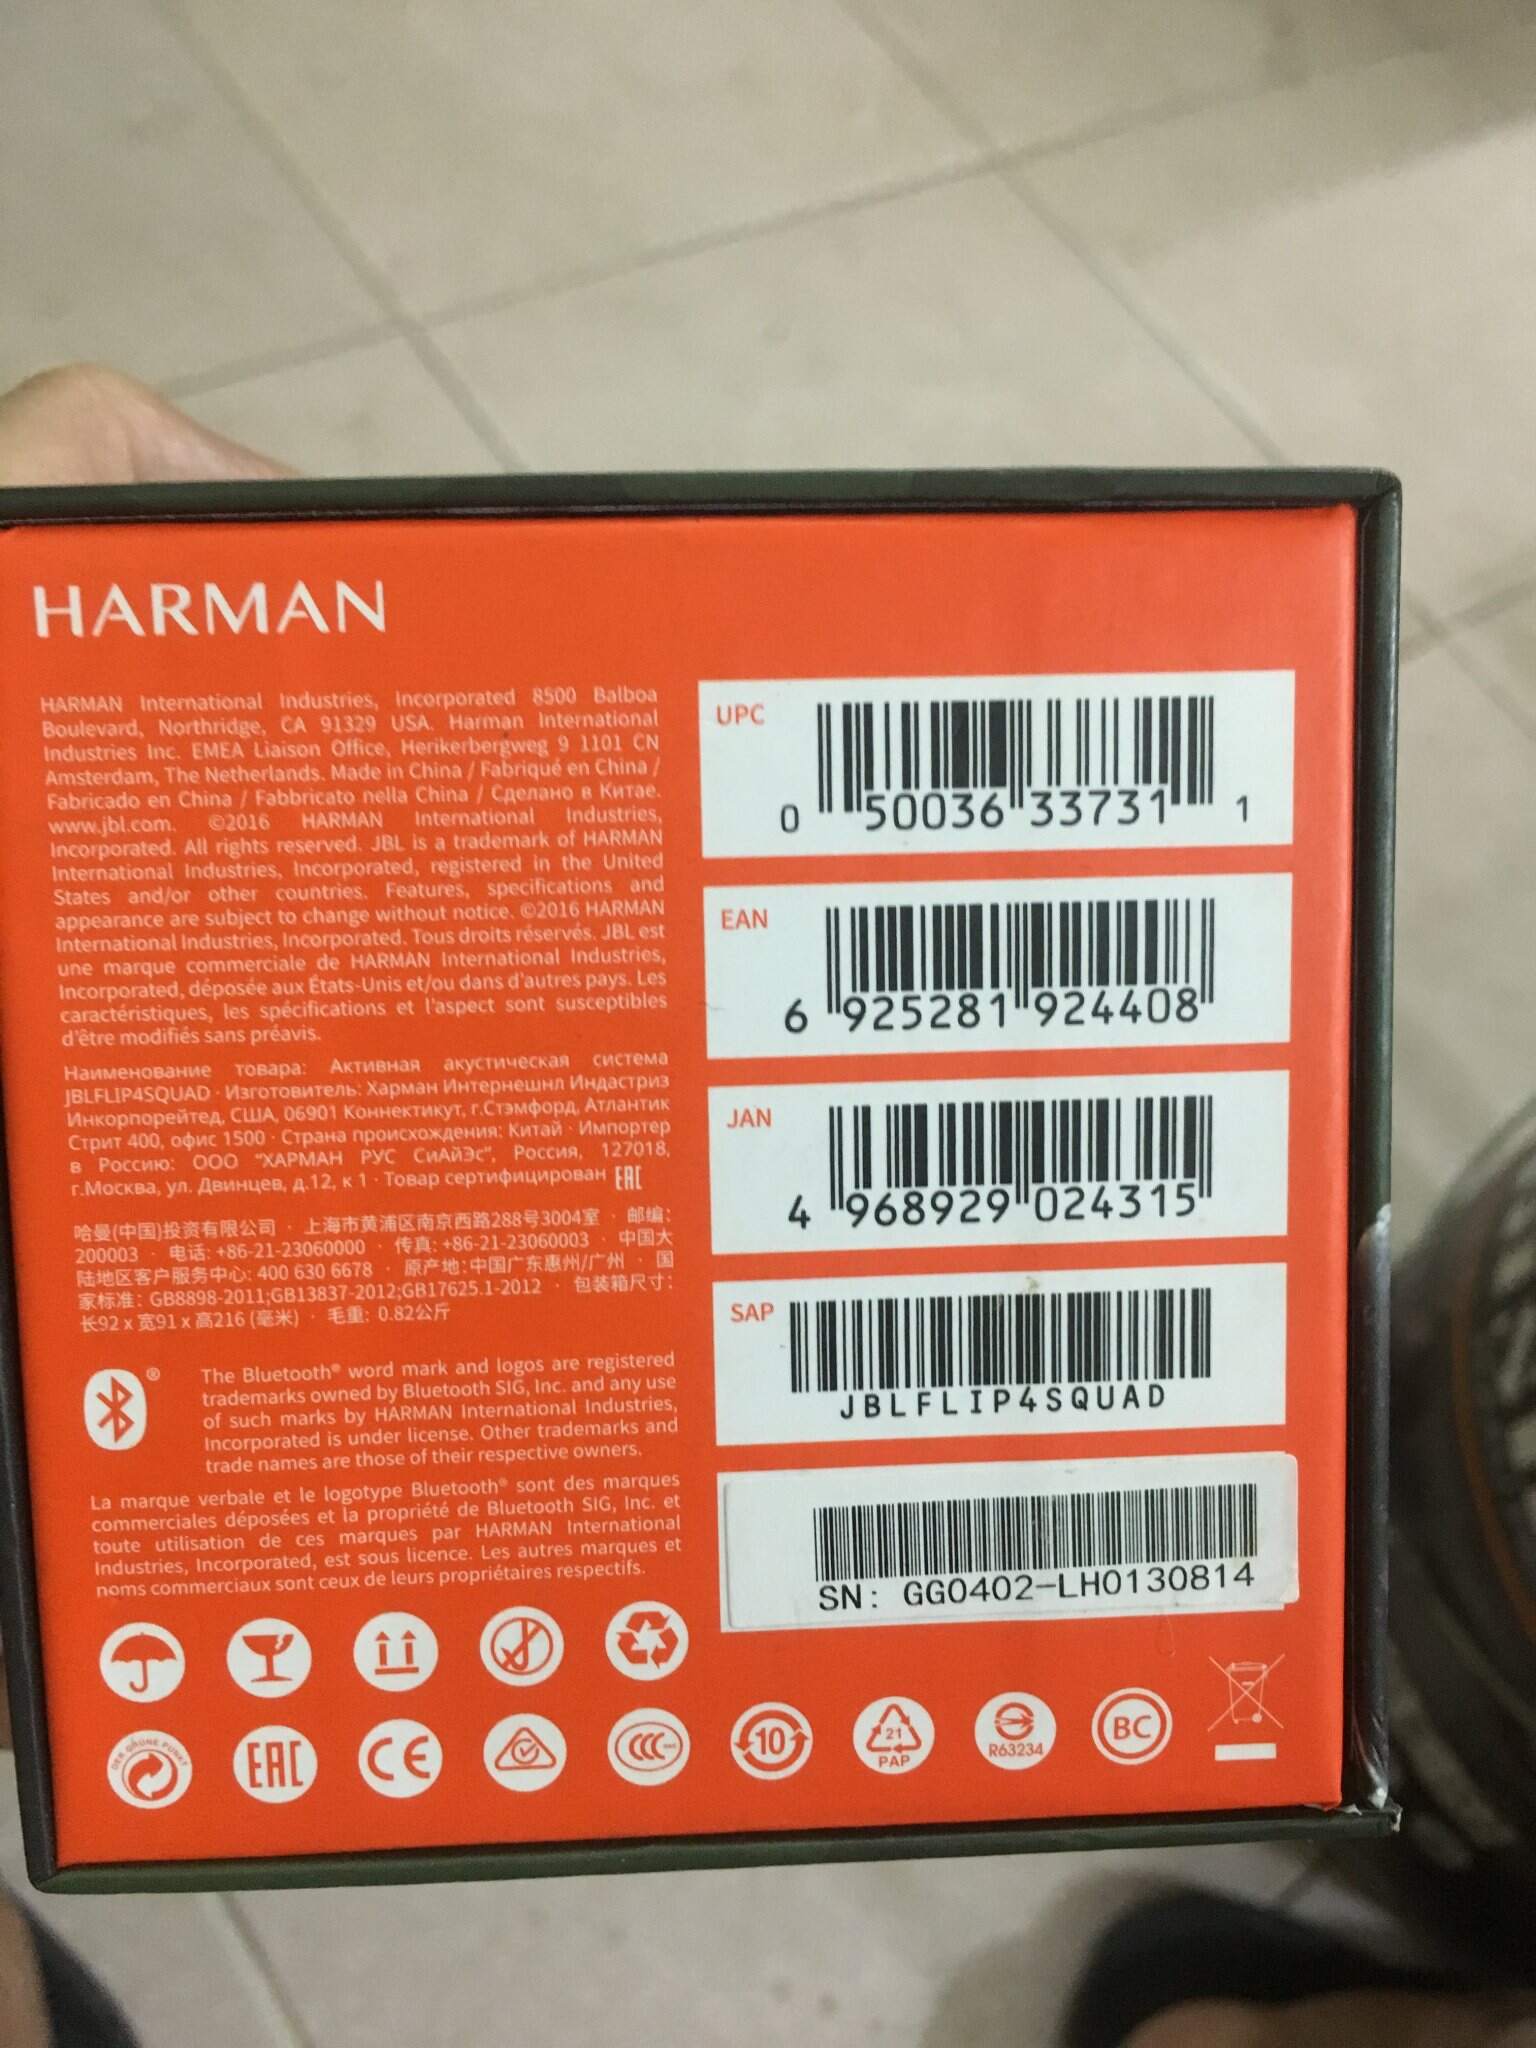 HARMAN
HARMAN International Industries, Incorporated 8500 Balboa
Boulevard, Northridge, CA 91329 USA. Harman International
Industries Inc. EMEA Liaison Office, Herikerbergweg 9 1101 CN
Amsterdam, The Netherlands. Made in China / Fabriqué en China /
Fabricado en China / Fabbricato nella China / Сделано в Китае.
www.jbl.com. ©2016 HARMAN International Industries,
Incorporated. All rights reserved. JBL is a trademark of HARMAN
International Industries, Incorporated, registered in the United
States and/or other countries. Features, specifications and
appearance are subject to change without notice. ©2016 HARMAN
International Industries, Incorporated. Tous droits réservés. JBL est
une marque commerciale de HARMAN International Industries,
Incorporated, déposée aux États-Unis et/ou dans d'autres pays. Les
caractéristiques, les spécifications et l'aspect sont susceptibles
d'être modifiés sans préavis.
Наименование товара: Активная акустическая система
JBLFLIP4SQUAD · Изготовитель: Харман Интернешнл Индастриз
Инкорпорейтед, США, 06901 Коннектикут, г.Стэмфорд, Атлантик
Стрит 400, офис 1500 · Страна происхождения: Китай · Импортер
в Россию: ООО "ХАРМАН РУС СиАйЭс", Россия, 127018,
г.Москва, ул. Двинцев, д.12, к 1 · Товар сертифицирован EAC
哈曼(中国)投资有限公司 · 上海市黄浦区南京西路288号3004室 · 邮编:
200003 · 电话: +86-21-23060000 · 传真: +86-21-23060003 · 中国大
陆地区客户服务中心: 400 630 6678 · 原产地:中国广东惠州/广州 · 国
家标准: GB8898-2011;GB13837-2012;GB17625.1-2012 · 包装箱尺寸:
长92 x 宽91 x 高216 (毫米) · 毛重: 0.82公斤
The Bluetooth® word mark and logos are registered
trademarks owned by Bluetooth SIG, Inc. and any use
of such marks by HARMAN International Industries,
Incorporated is under license. Other trademarks and
trade names are those of their respective owners.
La marque verbale et le logotype Bluetooth® sont des marques
commerciales déposées et la propriété de Bluetooth SIG, Inc. et
toute utilisation de ces marques par HARMAN International
Industries, Incorporated, est sous licence. Les autres marques et
noms commerciaux sont ceux de leurs propriétaires respectifs.
UPC
0 50036 33731 1
EAN
6 925281 924408
JAN
4 968929 024315
SAP
JBLFLIP4SQUAD
SN: GG0402-LH0130814
DER GRÜNE PUNKT
EAC
CE
CCC
10
21
PAP
R63234
BC